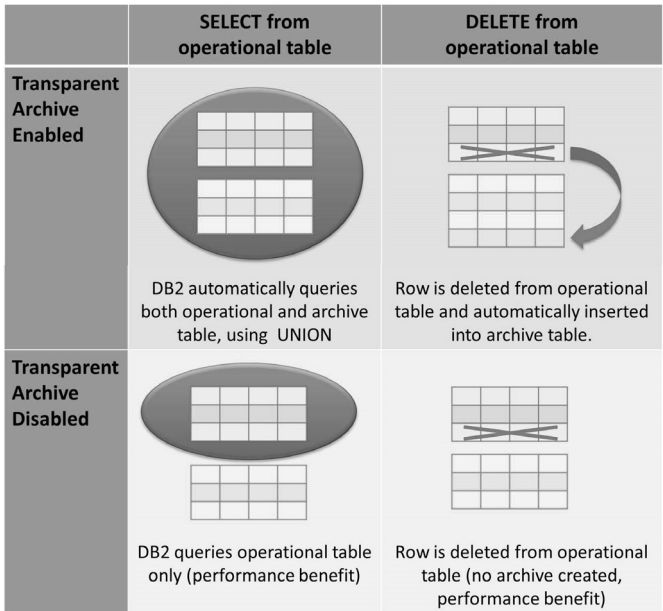 SELECT from
operational table
DELETE from
operational table
Transparent
Archive
Enabled
DB2 automatically queries
both operational and archive
table, using UNION
Row is deleted from operational
table and automatically inserted
into archive table.
Transparent
Archive
Disabled
DB2 queries operational table
only (performance benefit)
Row is deleted from operational
table (no archive created,
performance benefit)